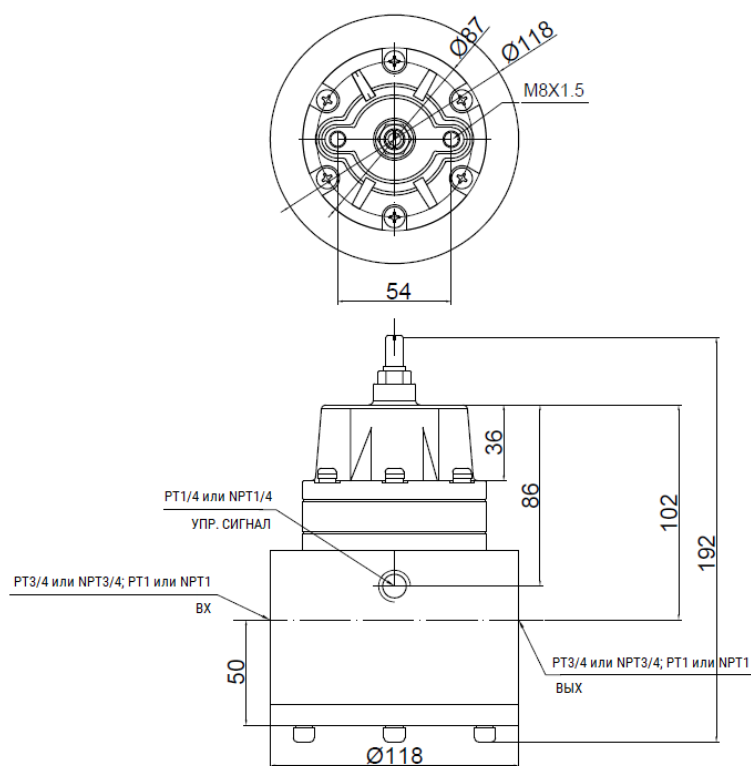 Ø87
Ø118
M8X1.5
54
36
86
102
192
PT1/4 или NPT1/4
УПР. СИГНАЛ
PT3/4 или NPT3/4; PT1 или NPT1
ВХ
PT3/4 или NPT3/4; PT1 или NPT1
ВЫХ
50
Ø118